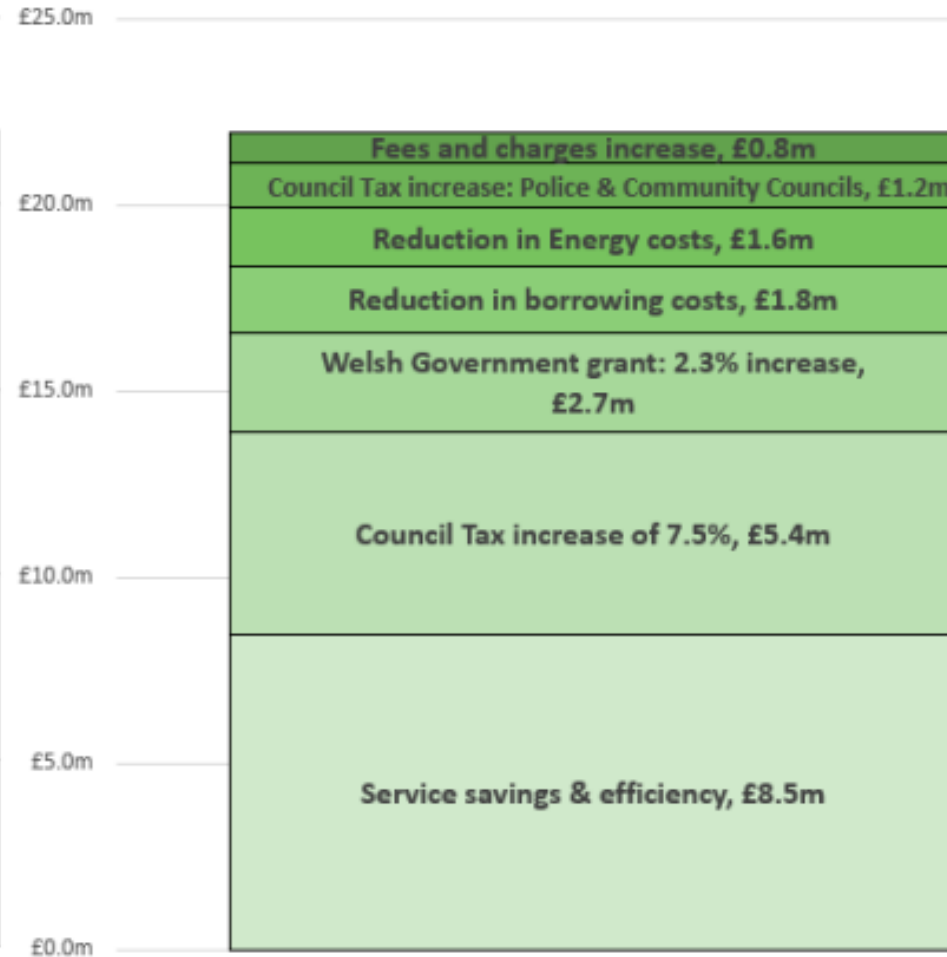 £25.0m
Fees and charges increase, £0.8m
Council Tax increase: Police & Community Councils, £1.2m
£20.0m
Reduction in Energy costs, £1.6m
Reduction in borrowing costs, £1.8m
Welsh Government grant: 2.3% increase,
£2.7m
£15.0m
Council Tax increase of 7.5%, £5.4m
£10.0m
£5.0m
Service savings & efficiency, £8.5m
£0.0m